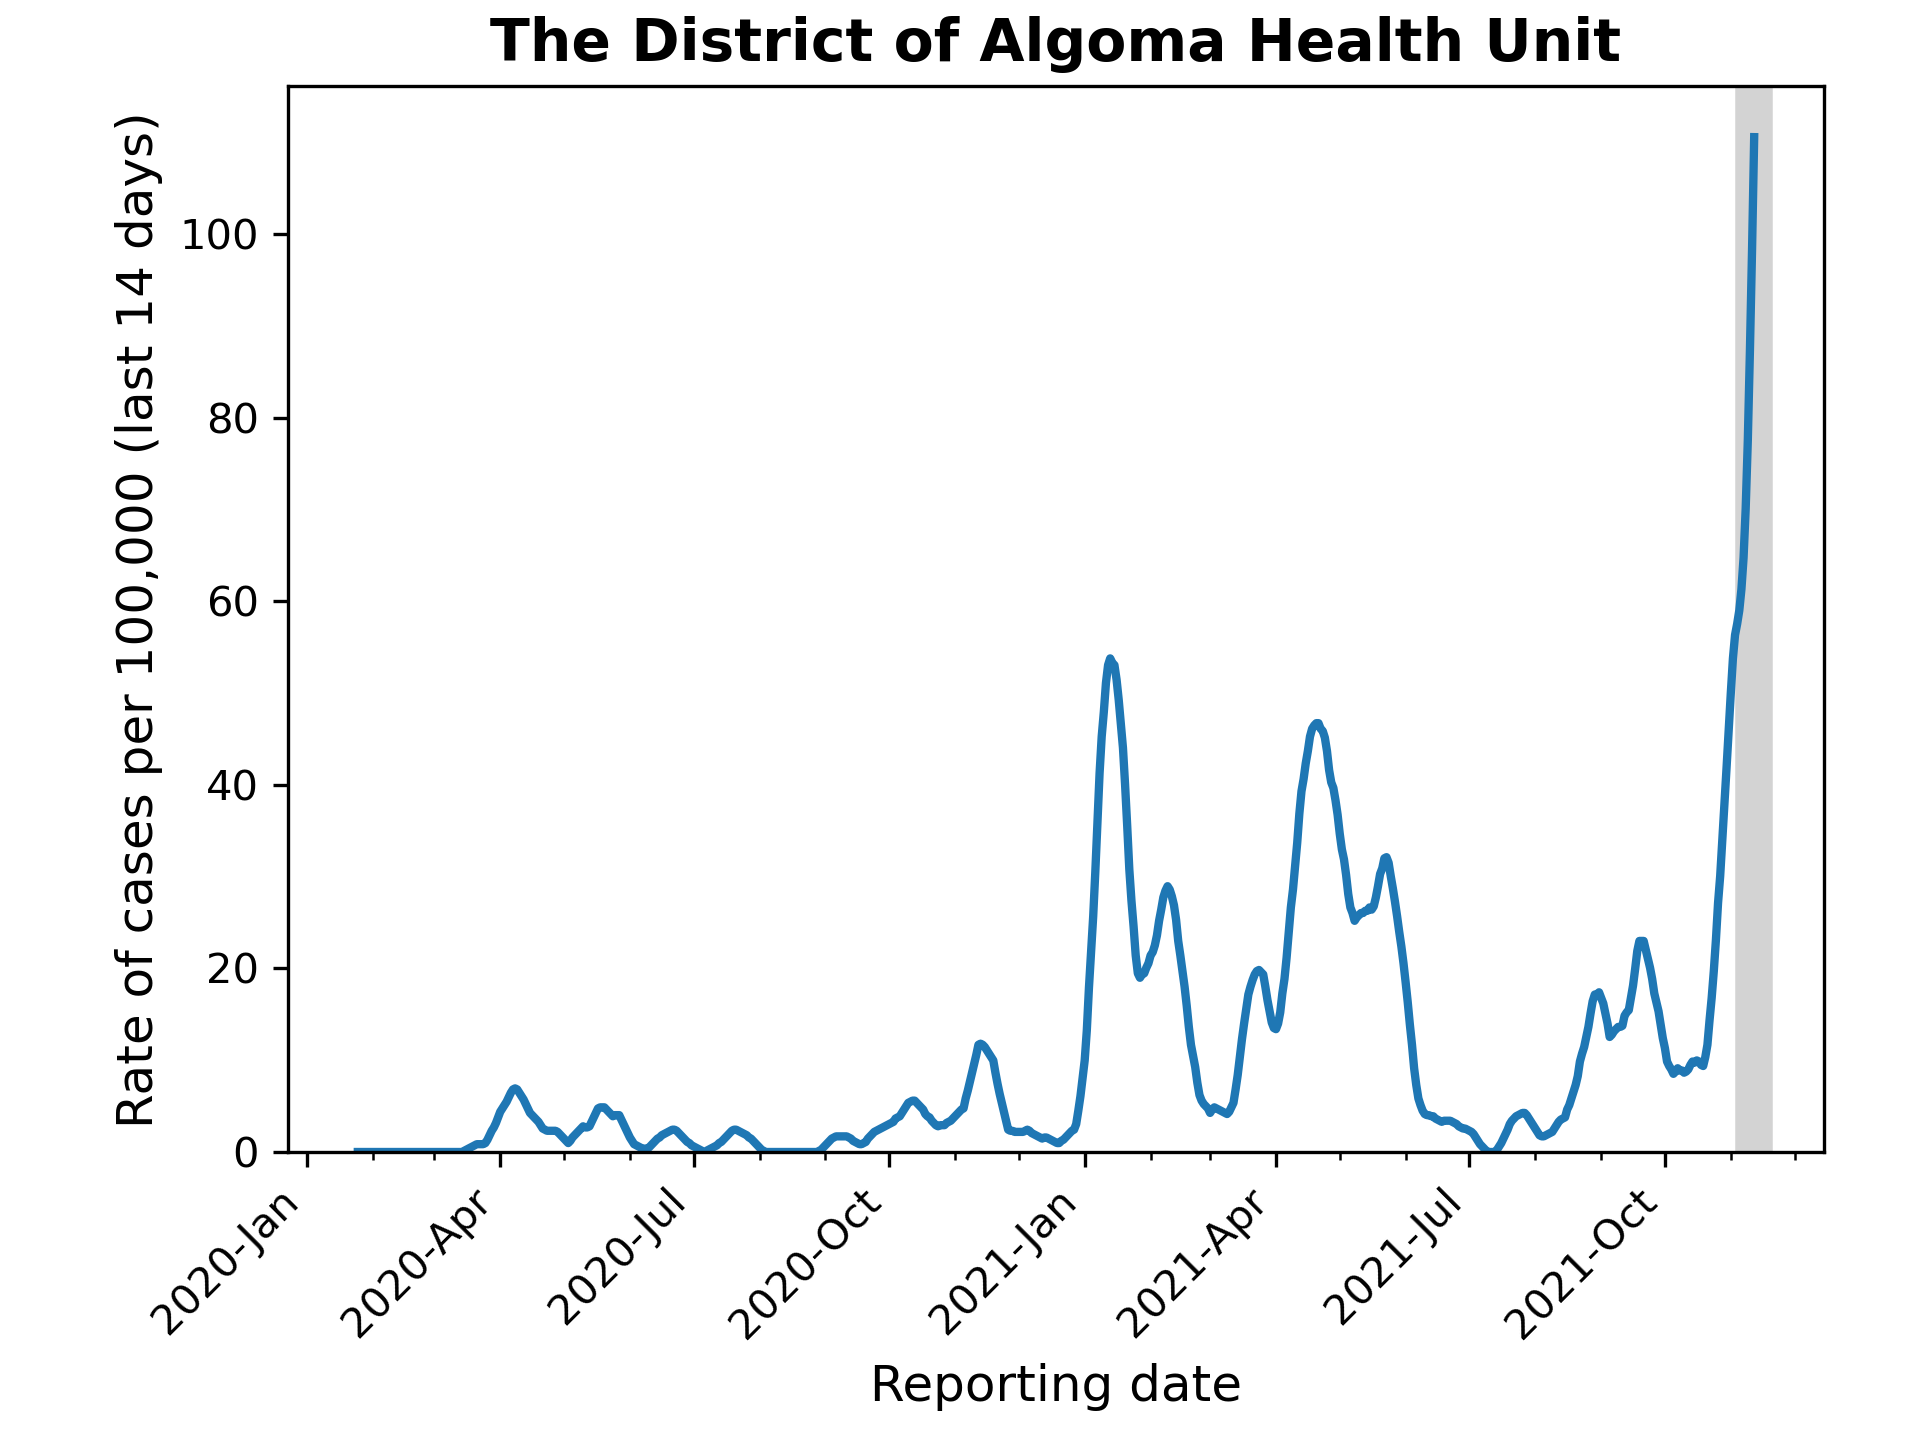 The District of Algoma Health Unit
Rate of cases per 100,000 (last 14 days)
100
80
60
40
20
0
2020-Jan
2020-Apr
2020-Jul
2020-Oct
2021-Jan
2021-Apr
2021-Jul
2021-Oct
Reporting date